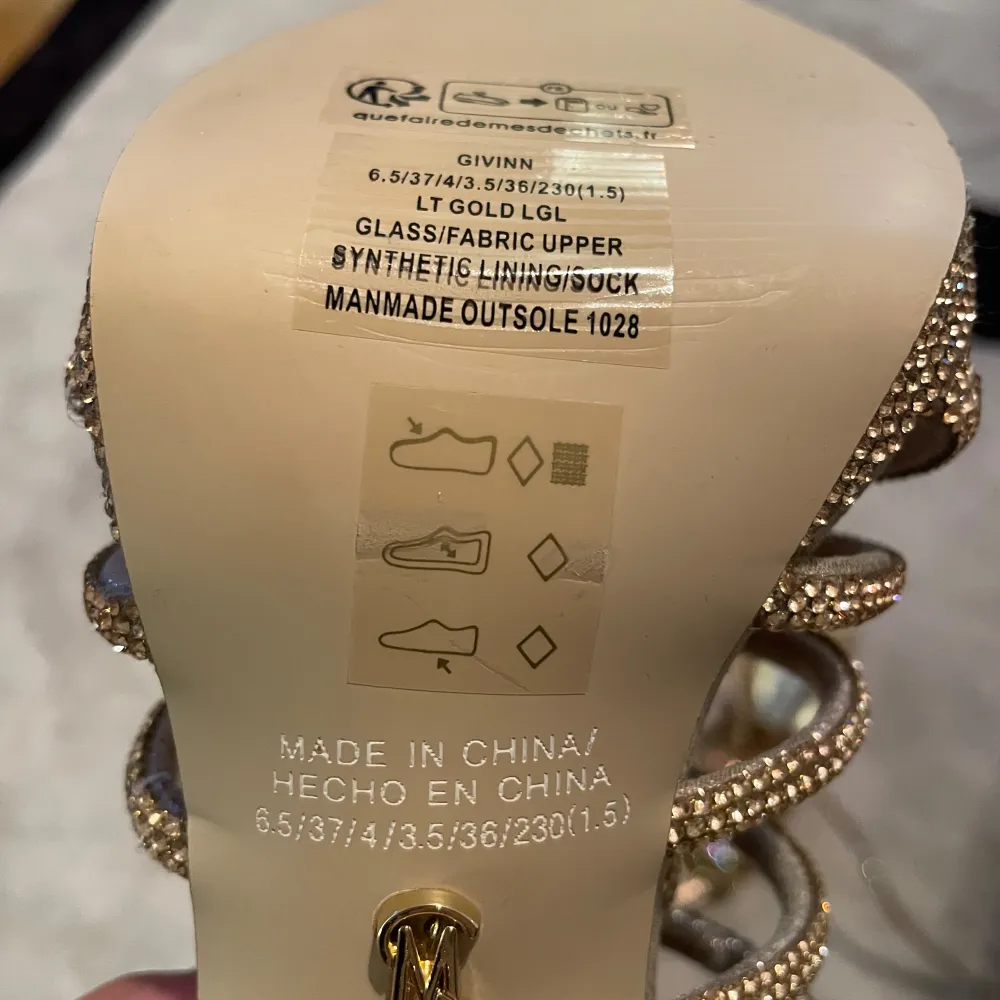 FR
ou
quefairedemesdechets.fr
GIVINN
6.5/37/4/3.5/36/230(1.5)
LT GOLD LGL
GLASS/FABRIC UPPER
SYNTHETIC LINING/SOCK
MANMADE OUTSOLE 1028
MADE IN CHINA/
HECHO EN CHINA
6.5/37/4/3.5/36/230(1.5)